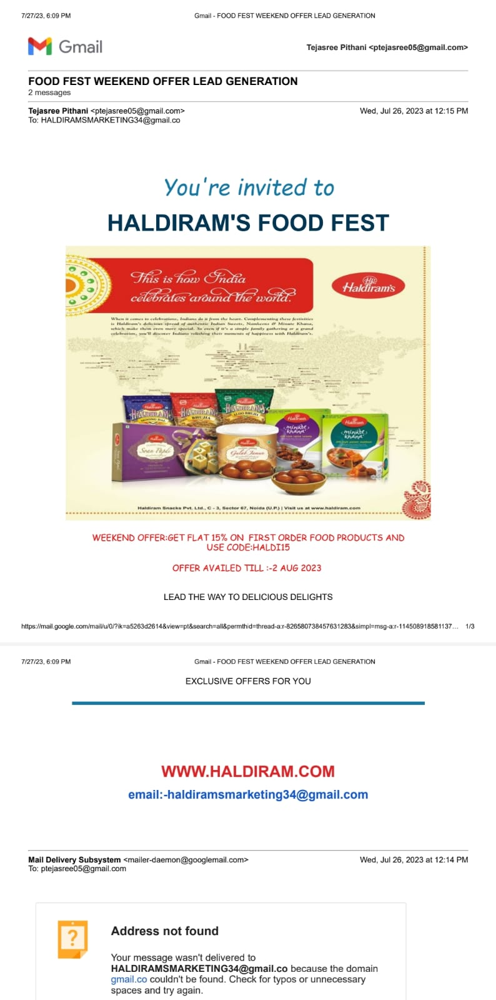 7/27/23, 6:09 PM
Gmail - FOOD FEST WEEKEND OFFER LEAD GENERATION
Gmail
Tejasree Pithani <ptejasree05@gmail.com>
FOOD FEST WEEKEND OFFER LEAD GENERATION
2 messages
Tejasree Pithani <ptejasree05@gmail.com>
Wed, Jul 26, 2023 at 12:15 PM
To: HALDIRAMSMARKETING34@gmail.co
You're invited to
HALDIRAM'S FOOD FEST
This is how India
celebrates around the world.
Haldiram's
When it comes to celebrations, Indians do it from the heart. Complementing these festivities
is Haldiram's delicious spread of authentic Indian Sweets, Namkeens & Minute Khana,
which make them even more special. So even if it's a simple family gathering or a grand
celebration, you'll discover Indians relishing their moments of happiness with Haldiram's.
HALDIRAM'S
MOONG DAL
HALDIRAM'S
BHUJIA
HALDIRAM'S
ALOO BHUJIA
minute
khana
Haldiram's
minute
khana
Soan Papdi
Soan Papdi
Gulab Jamun
Haldiram Snacks Pvt. Ltd., C - 3, Sector 67, Noida (U.P.) | Visit us at www.haldiram.com
WEEKEND OFFER:GET FLAT 15% ON FIRST ORDER FOOD PRODUCTS AND
USE CODE:HALDI15
OFFER AVAILED TILL :-2 AUG 2023
LEAD THE WAY TO DELICIOUS DELIGHTS
https://mail.google.com/mail/u/0/?ik=a5263d2614&view=pt&search=all&permthid=thread-a:r-826580738457631283&simpl=msg-a:r-114508918581137… 1/3
7/27/23, 6:09 PM
Gmail - FOOD FEST WEEKEND OFFER LEAD GENERATION
EXCLUSIVE OFFERS FOR YOU
WWW.HALDIRAM.COM
email:-haldiramsmarketing34@gmail.com
Mail Delivery Subsystem <mailer-daemon@googlemail.com>
Wed, Jul 26, 2023 at 12:14 PM
To: ptejasree05@gmail.com
Address not found
Your message wasn't delivered to
HALDIRAMSMARKETING34@gmail.co because the domain
gmail.co couldn't be found. Check for typos or unnecessary
spaces and try again.